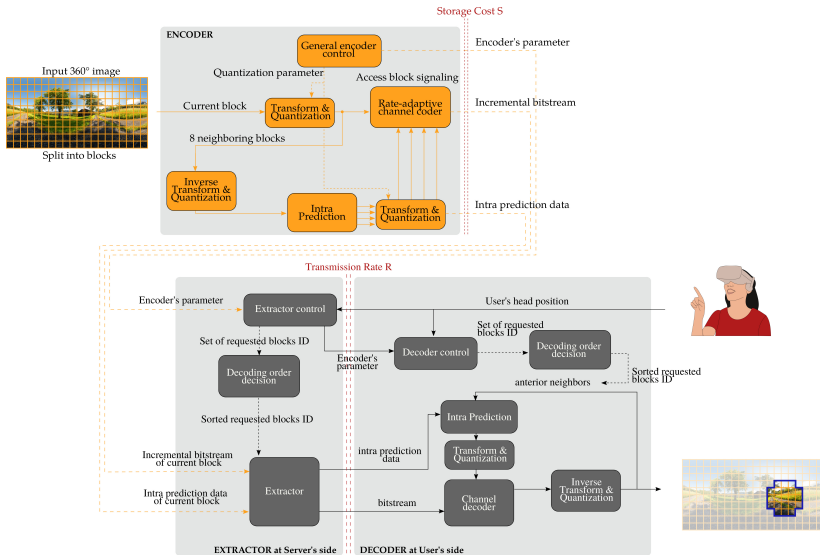 Storage Cost S
ENCODER
General encoder
control
Encoder's parameter
Input 360° image
Quantization parameter
Access block signaling
Current block
Transform &
Quantization
Rate-adaptive
channel coder
Incremental bitstream
8 neighboring blocks
Split into blocks
Inverse
Transform &
Quantization
Intra
Prediction
Transform &
Quantization
Intra prediction data
Transmission Rate R
Encoder's parameter
Extractor control
User's head position
Set of requested blocks ID
Encoder's
parameter
Decoder control
Set of requested
blocks ID
Decoding order
decision
Decoding order
decision
Sorted requested
blocks ID
anterior neighbors
Sorted requested blocks ID
Intra Prediction
Incremental bitstream
of current block
intra prediction
data
Transform &
Quantization
Intra prediction data
of current block
Extractor
bitstream
Channel
decoder
Inverse
Transform &
Quantization
EXTRACTOR at Server's side
DECODER at User's side